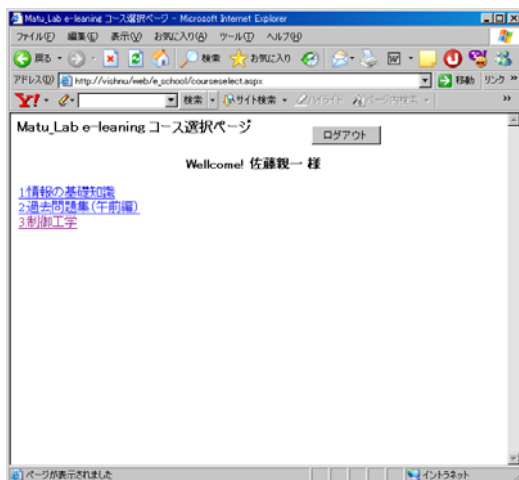 Matu_Lab e-leaning コース選択ページ - Microsoft Internet Explorer
ファイル(F) 編集(E) 表示(V) お気に入り(A) ツール(T) ヘルプ(H)
戻る 検索 お気に入り
アドレス(D) http://vishnu/web/e_school/courseselect.aspx 移動 リンク »
Y! 検索 サイト検索 ハイライト ページ内検索 »
Matu_Lab e-leaning コース選択ページ ログアウト
Wellcome! 佐藤親一 様
1:情報の基礎知識
2:過去問題集(午前編)
3:制御工学
ページが表示されました イントラネット